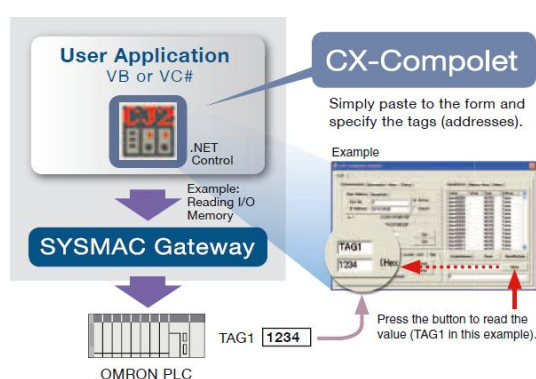 User Application
VB or VC#
CJ2
.NET
Control
Example:
Reading I/O
Memory
SYSMAC Gateway
OMRON PLC
TAG1 1234
CX-Compolet
Simply paste to the form and
specify the tags (addresses).
Example
TAG1
1234 (Hex
Press the button to read the
value (TAG1 in this example).